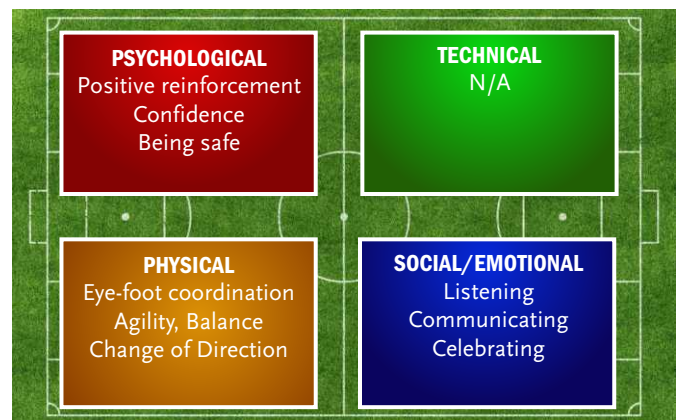 PSYCHOLOGICAL
Positive reinforcement
Confidence
Being safe
TECHNICAL
N/A
PHYSICAL
Eye-foot coordination
Agility, Balance
Change of Direction
SOCIAL/EMOTIONAL
Listening
Communicating
Celebrating